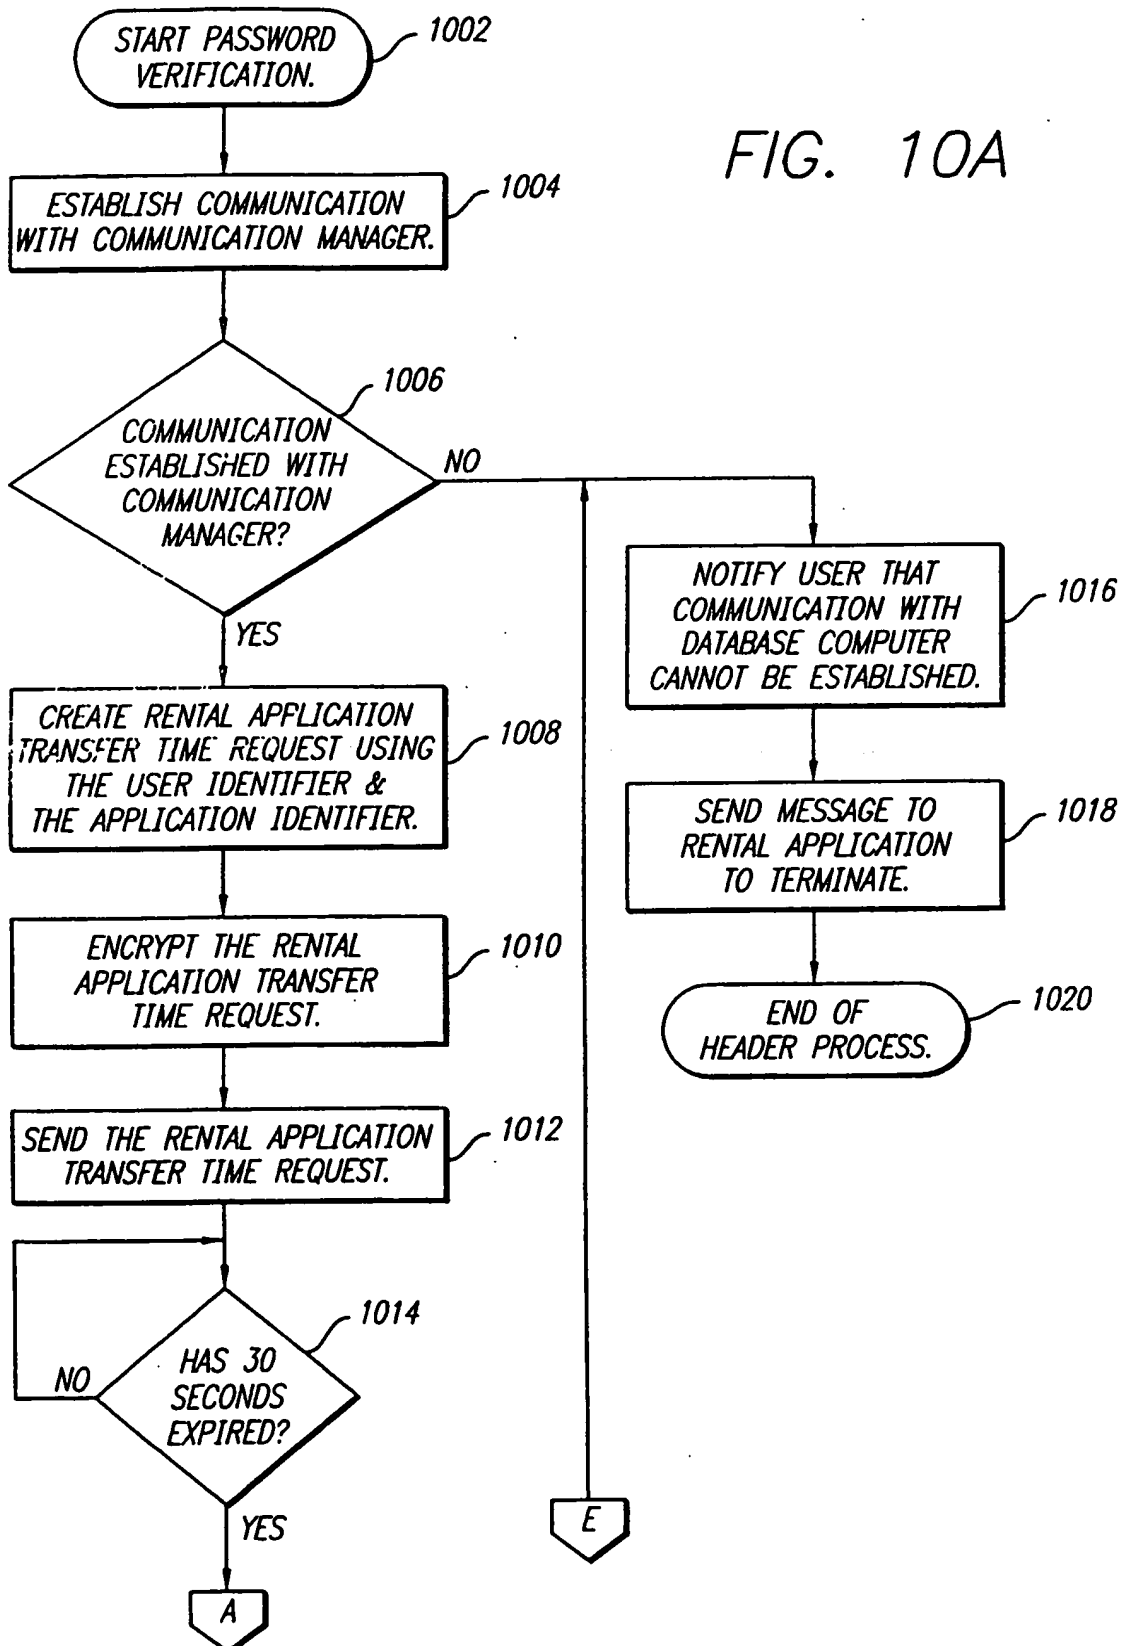 START PASSWORD
VERIFICATION.
1002
FIG. 10A
ESTABLISH COMMUNICATION
WITH COMMUNICATION MANAGER.
1004
COMMUNICATION
ESTABLISHED WITH
COMMUNICATION
MANAGER?
1006
NO
YES
CREATE RENTAL APPLICATION
TRANSFER TIME REQUEST USING
THE USER IDENTIFIER &
THE APPLICATION IDENTIFIER.
1008
ENCRYPT THE RENTAL
APPLICATION TRANSFER
TIME REQUEST.
1010
SEND THE RENTAL APPLICATION
TRANSFER TIME REQUEST.
1012
HAS 30
SECONDS
EXPIRED?
1014
NO
YES
A
NOTIFY USER THAT
COMMUNICATION WITH
DATABASE COMPUTER
CANNOT BE ESTABLISHED.
1016
SEND MESSAGE TO
RENTAL APPLICATION
TO TERMINATE.
1018
END OF
HEADER PROCESS.
1020
E